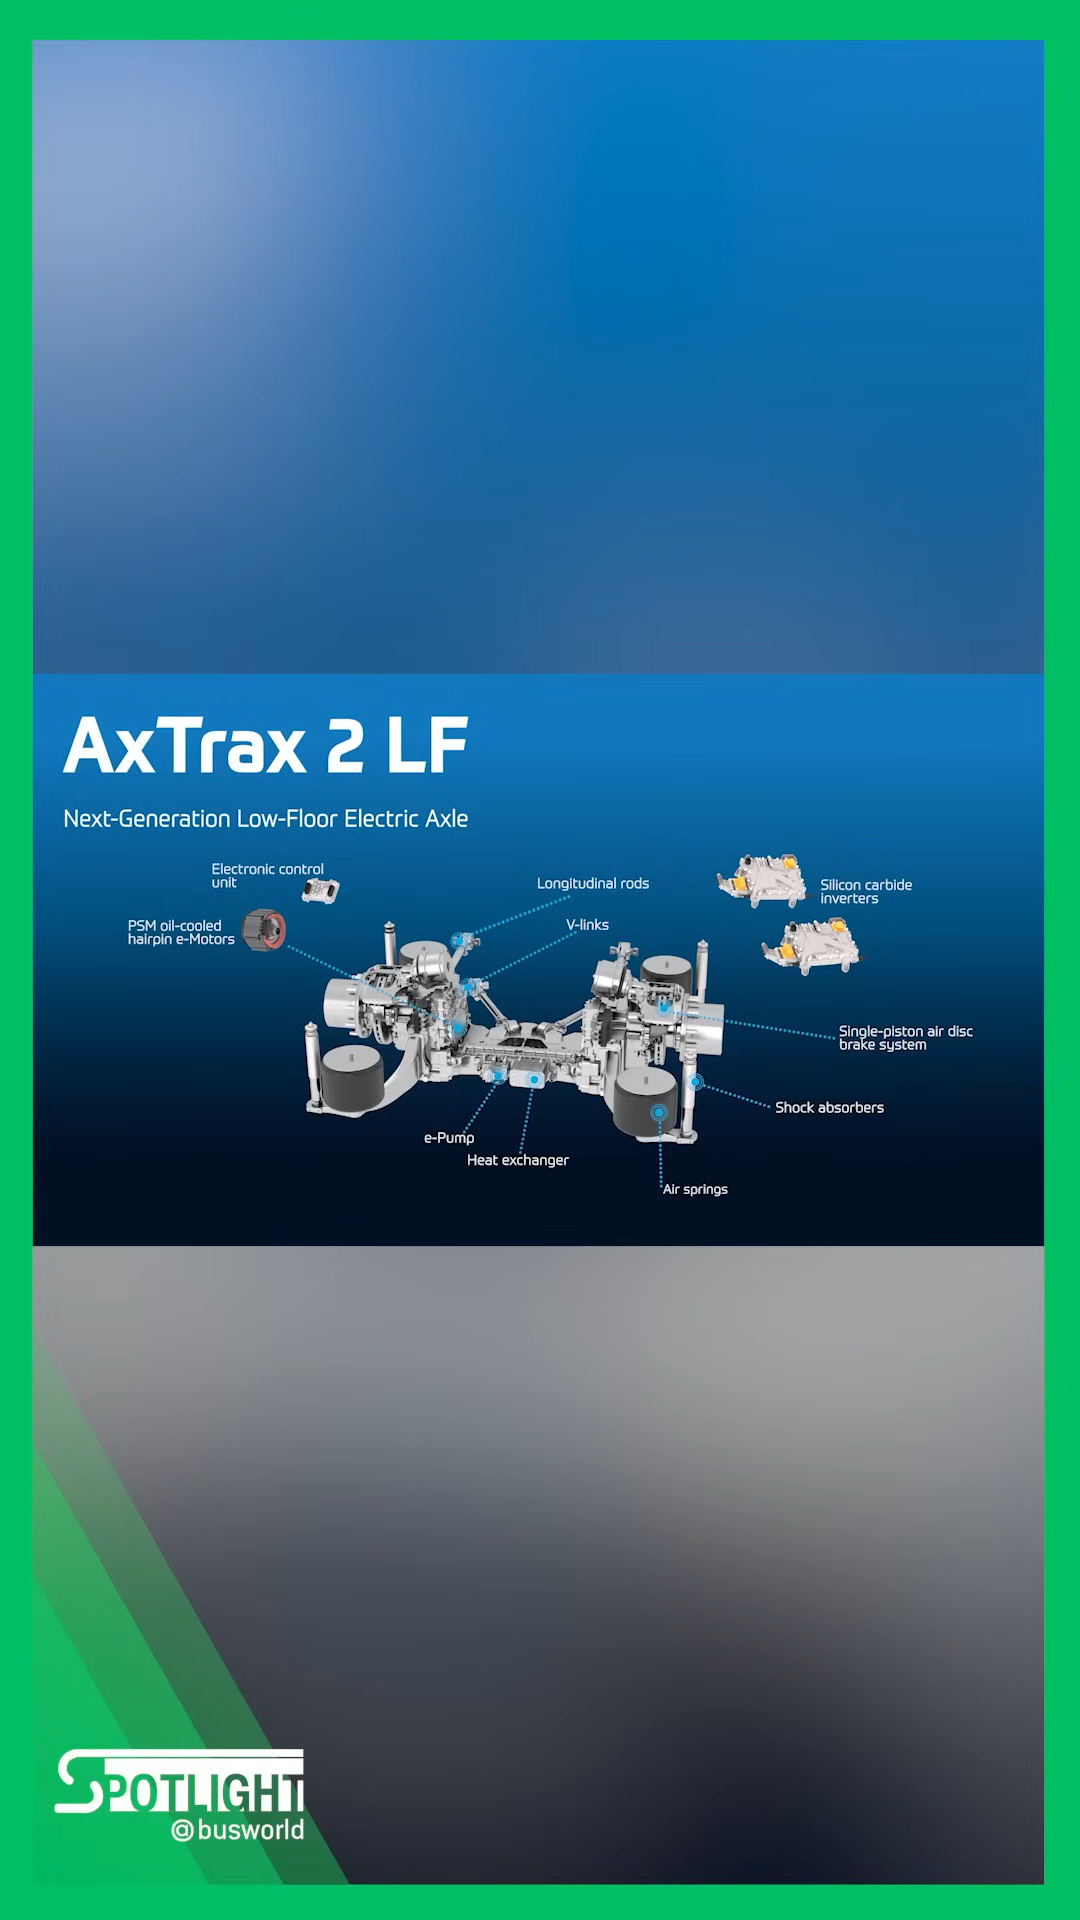 AxTrax 2 LF
Next-Generation Low-Floor Electric Axle
Electronic control
unit
PSM oil-cooled
hairpin e-Motors
Longitudinal rods
V-links
Silicon carbide
inverters
Single-piston air disc
brake system
Shock absorbers
e-Pump
Heat exchanger
Air springs
SPOTLIGHT
@busworld